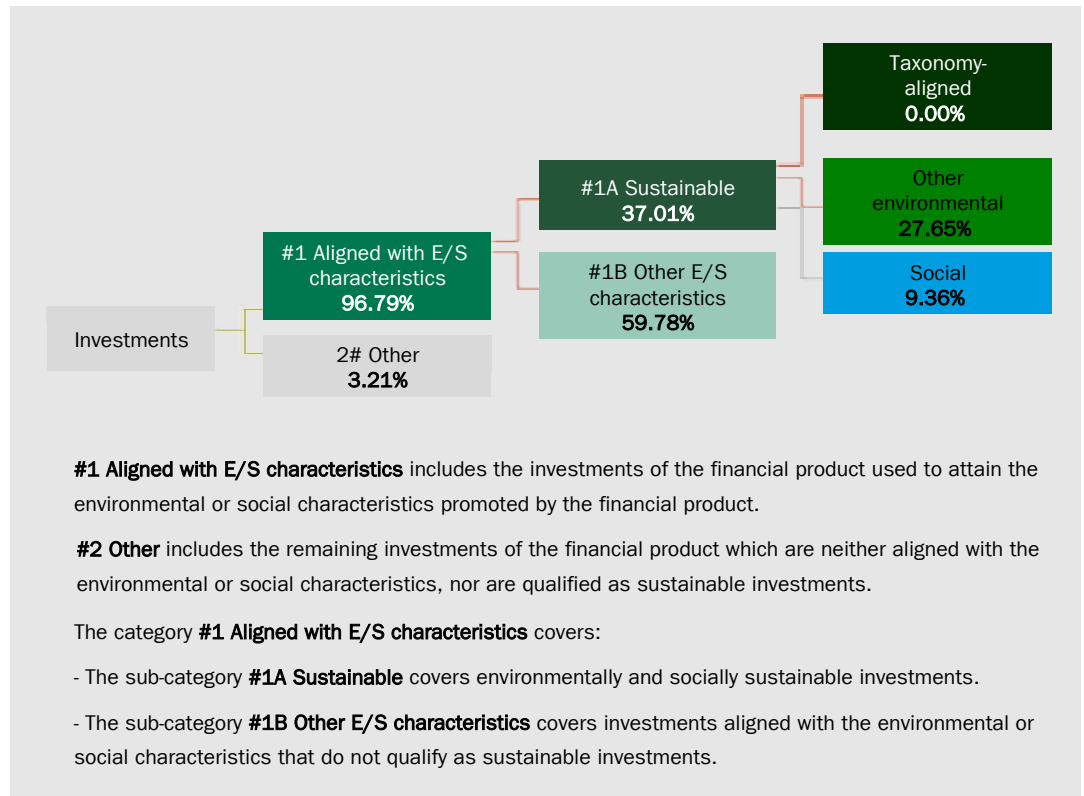 Taxonomy-
aligned
0.00%
#1A Sustainable
37.01%
Other
environmental
27.65%
#1 Aligned with E/S
characteristics
96.79%
#1B Other E/S
characteristics
59.78%
Social
9.36%
Investments
2# Other
3.21%
#1 Aligned with E/S characteristics includes the investments of the financial product used to attain the
environmental or social characteristics promoted by the financial product.
#2 Other includes the remaining investments of the financial product which are neither aligned with the
environmental or social characteristics, nor are qualified as sustainable investments.
The category #1 Aligned with E/S characteristics covers:
- The sub-category #1A Sustainable covers environmentally and socially sustainable investments.
- The sub-category #1B Other E/S characteristics covers investments aligned with the environmental or
social characteristics that do not qualify as sustainable investments.